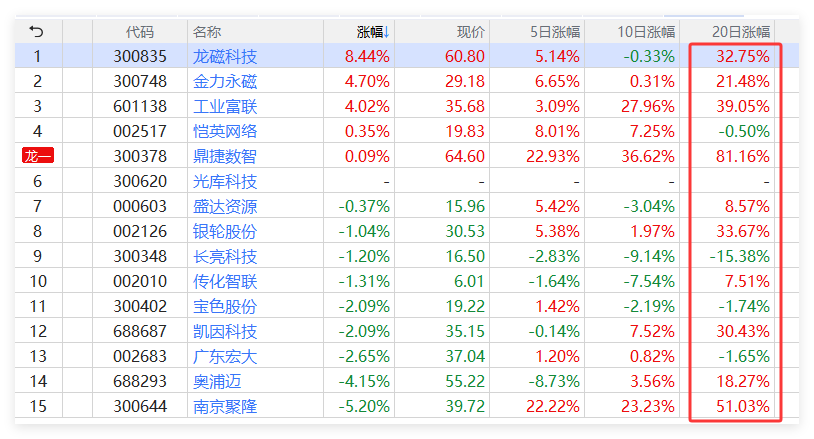 代码 名称 涨幅↓ 现价 5日涨幅 10日涨幅 20日涨幅
1 300835 龙磁科技 8.44% 60.80 5.14% -0.33% 32.75%
2 300748 金力永磁 4.70% 29.18 6.65% 0.31% 21.48%
3 601138 工业富联 4.02% 35.68 3.09% 27.96% 39.05%
4 002517 恺英网络 0.35% 19.83 8.01% 7.25% -0.50%
龙一 300378 鼎捷数智 0.09% 64.60 22.93% 36.62% 81.16%
6 300620 光库科技 - - - - -
7 000603 盛达资源 -0.37% 15.96 5.42% -3.04% 8.57%
8 002126 银轮股份 -1.04% 30.53 5.38% 1.97% 33.67%
9 300348 长亮科技 -1.20% 16.50 -2.83% -9.14% -15.38%
10 002010 传化智联 -1.31% 6.01 -1.64% -7.54% 7.51%
11 300402 宝色股份 -2.09% 19.22 1.42% -2.19% -1.74%
12 688687 凯因科技 -2.09% 35.15 -0.14% 7.52% 30.43%
13 002683 广东宏大 -2.65% 37.04 1.20% 0.82% -1.65%
14 688293 奥浦迈 -4.15% 55.22 -8.73% 3.56% 18.27%
15 300644 南京聚隆 -5.20% 39.72 22.22% 23.23% 51.03%